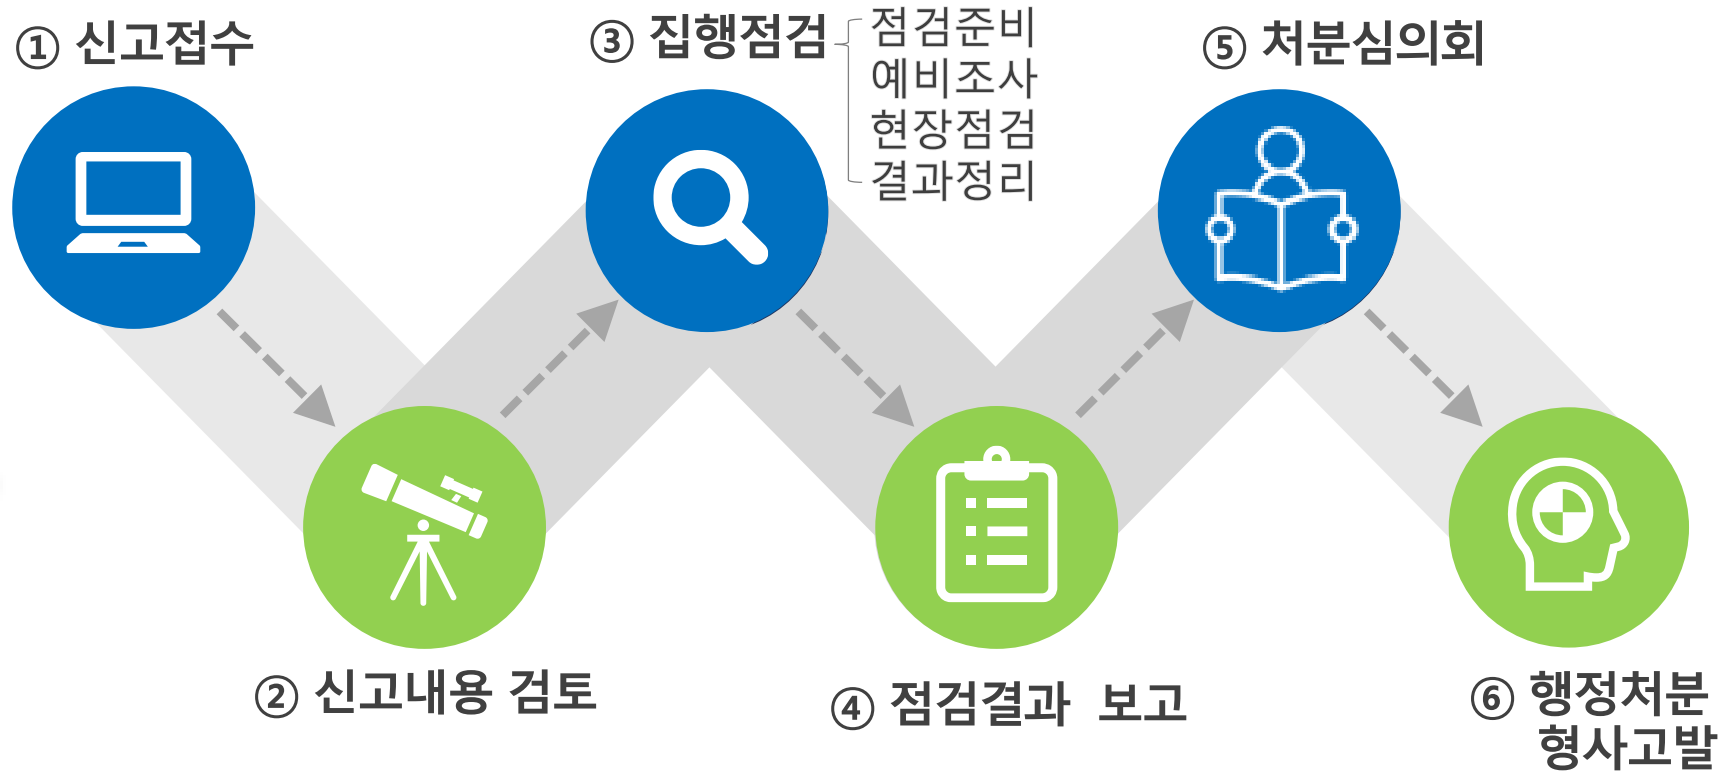 ① 신고접수
② 신고내용 검토
③ 집행점검
점검준비
예비조사
현장점검
결과정리
④ 점검결과 보고
⑤ 처분심의회
⑥ 행정처분
형사고발